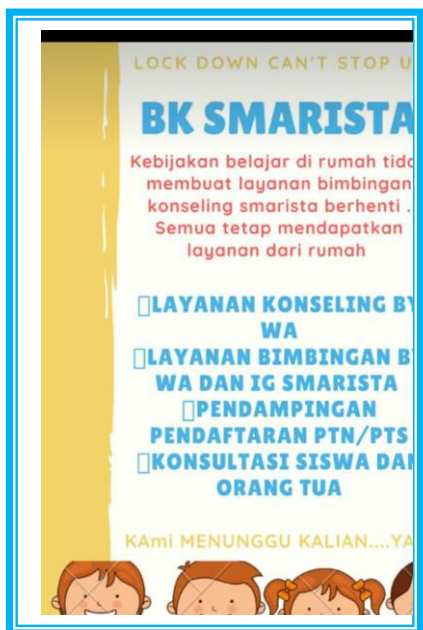 LOCK DOWN CAN'T STOP U
BK SMARISTA
Kebijakan belajar di rumah tida
membuat layanan bimbingan
konseling smarista berhenti .
Semua tetap mendapatkan
layanan dari rumah
▯LAYANAN KONSELING BY
WA
▯LAYANAN BIMBINGAN BY
WA DAN IG SMARISTA
▯PENDAMPINGAN
PENDAFTARAN PTN/PTS
▯KONSULTASI SISWA DAN
ORANG TUA
KAmi MENUNGGU KALIAN....YA